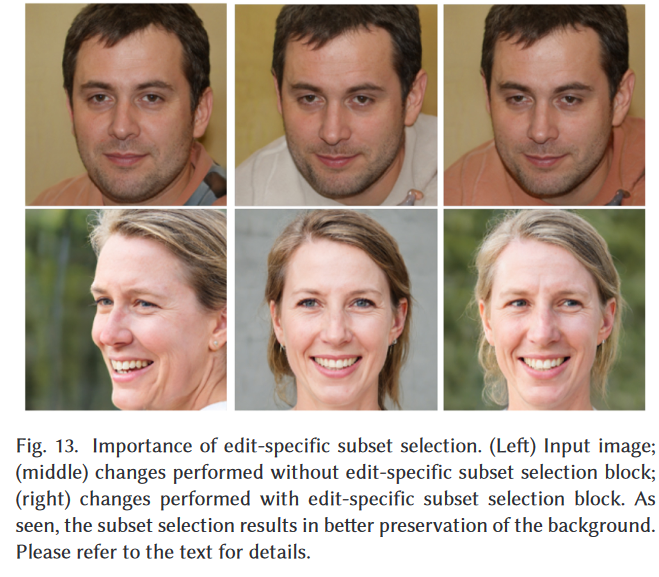 Fig. 13. Importance of edit-specific subset selection. (Left) Input image;
(middle) changes performed without edit-specific subset selection block;
(right) changes performed with edit-specific subset selection block. As
seen, the subset selection results in better preservation of the background.
Please refer to the text for details.